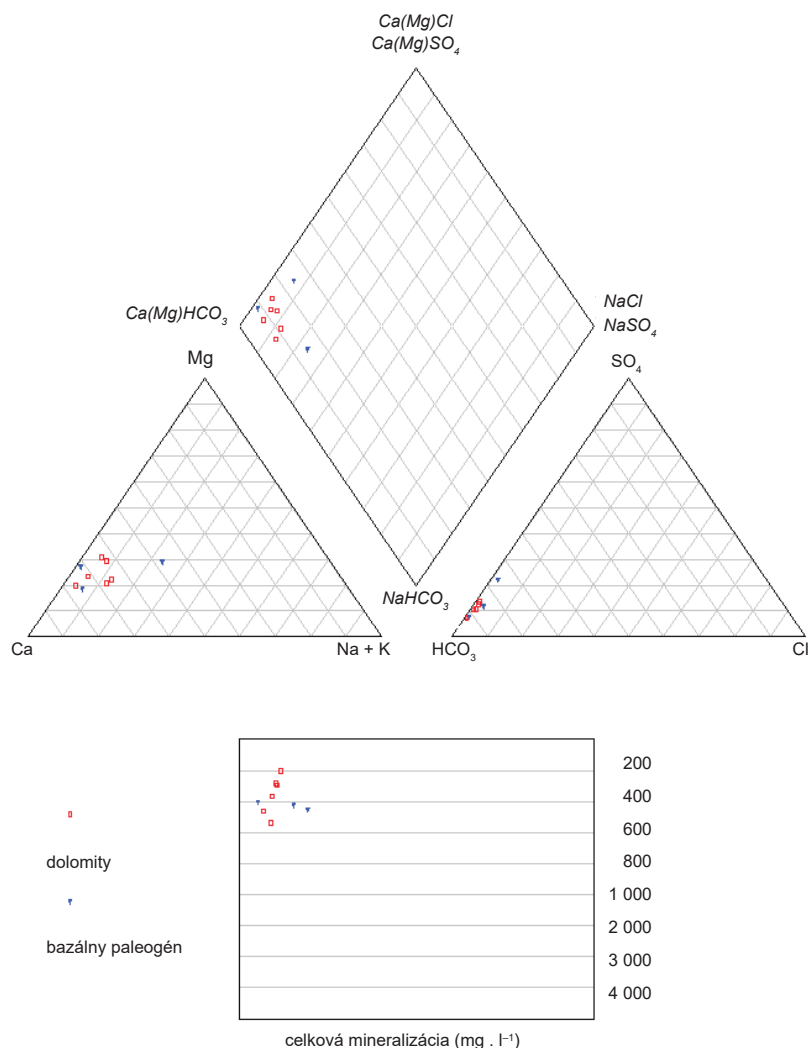 Ca(Mg)Cl
Ca(Mg)SO₄
Ca(Mg)HCO₃
NaCl
NaSO₄
Mg
SO₄
NaHCO₃
Ca
Na + K
HCO₃
Cl
200
400
600
800
1 000
2 000
3 000
4 000
dolomity
bazálny paleogén
celková mineralizácia (mg . l⁻¹)